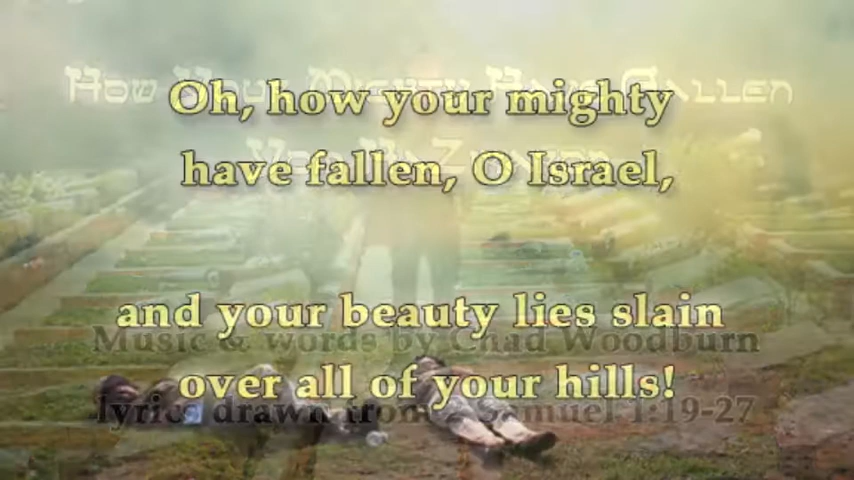 How Your Mighty Have Fallen
Oh, how your mighty
have fallen, O Israel,
and your beauty lies slain
Music & words by Chad Woodburn
over all of your hills!
lyrics drawn from 2 Samuel 1:19-27